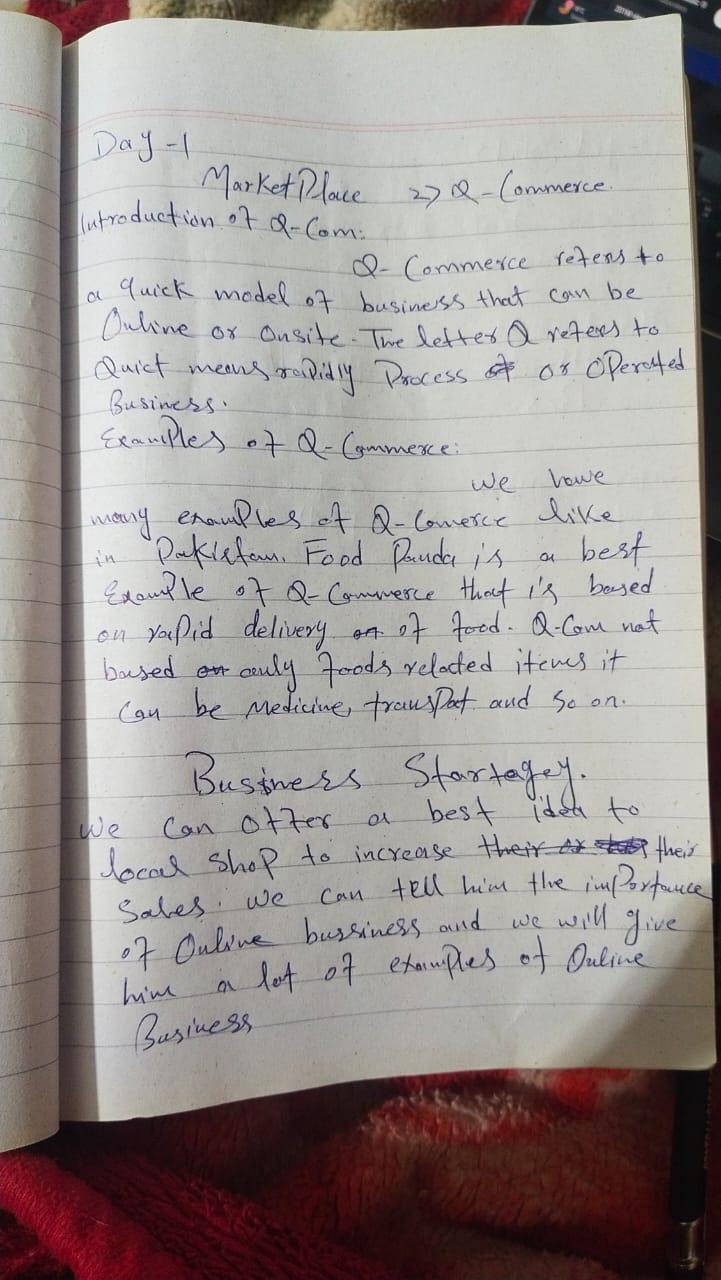 Day-1
MarketPlace => Q-Commerce.
Introduction of Q-Com:
Q-Commerce refers to
a quick model of business that can be
Online or Onsite. The letter Q refers to
Quict means rapidly Process or Operated
Business.
Examples of Q-Commerce:
We have
many examples of Q-Comerce like
in Pakistan. Food Panda is a best
Example of Q-Commerce that is based
on rapid delivery of food. Q-Com not
based only foods related items it
Can be Medicine, transpot and so on.
Business Startegey.
We Can Offer a best idea to
local Shop to increase their
Sales. We Can tell him the importance
of Online bussiness and we will give
him a lot of examples of Online
Business